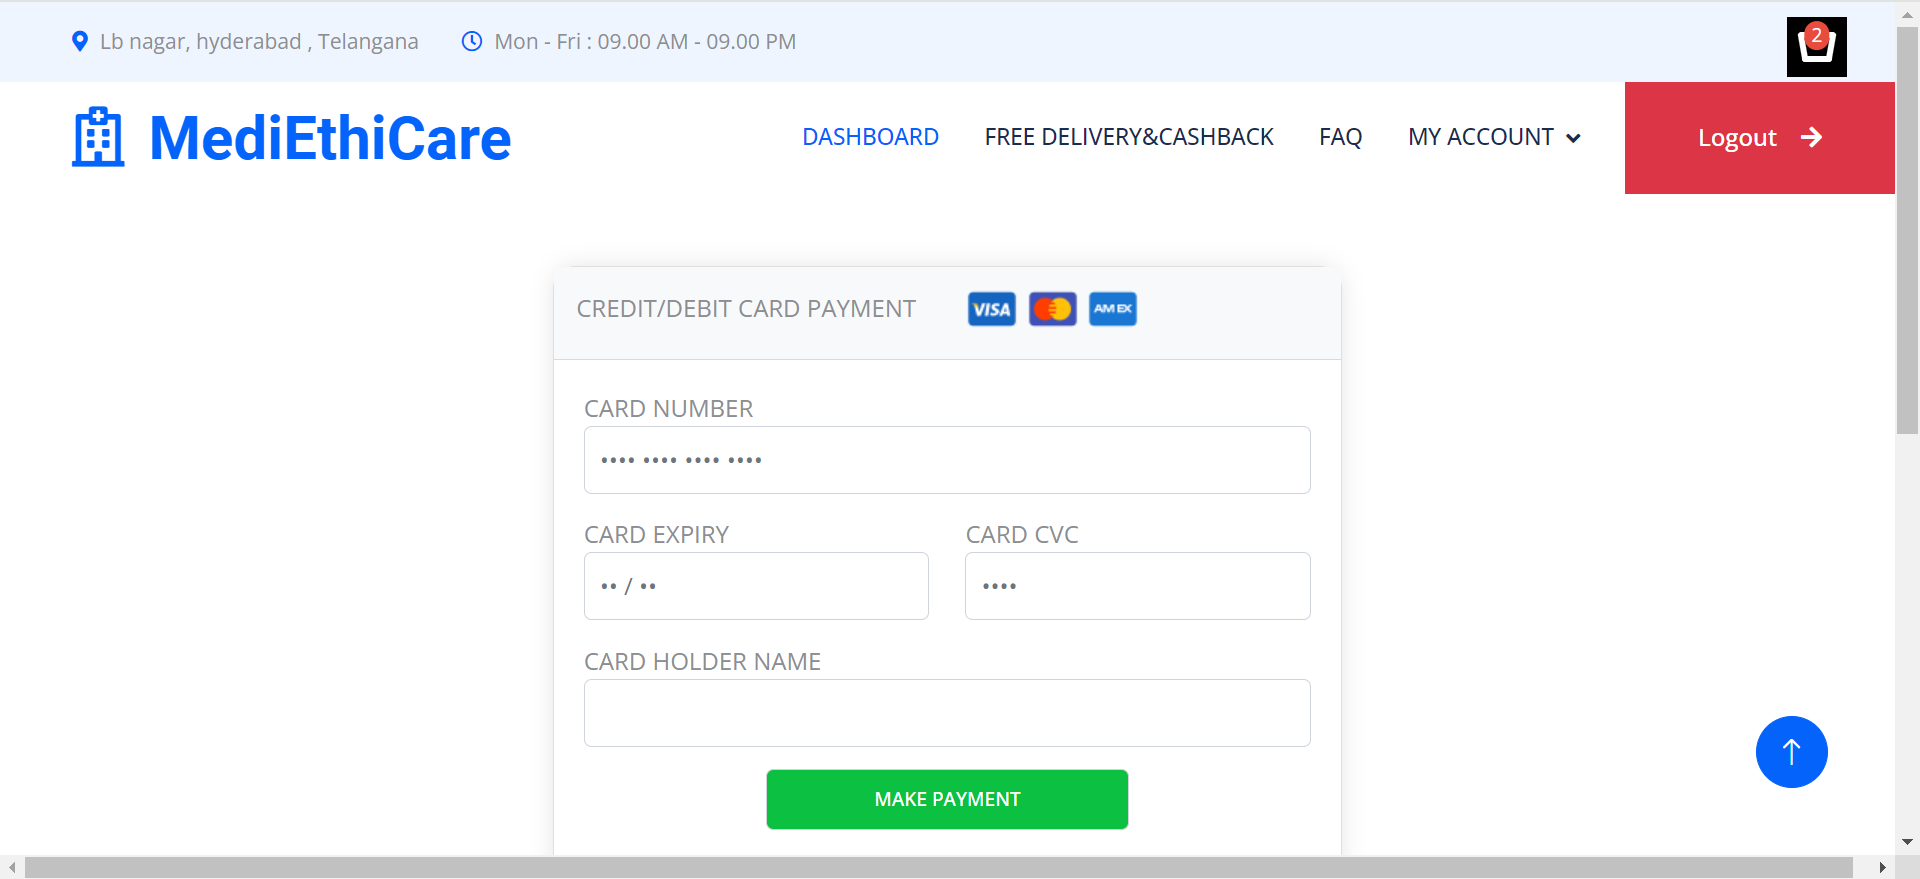 Lb nagar, hyderabad , Telangana
Mon - Fri : 09.00 AM - 09.00 PM
2
MediEthiCare
DASHBOARD
FREE DELIVERY&CASHBACK
FAQ
MY ACCOUNT
Logout
CREDIT/DEBIT CARD PAYMENT
VISA
AMEX
CARD NUMBER
•••• •••• •••• ••••
CARD EXPIRY
CARD CVC
•• / ••
••••
CARD HOLDER NAME
MAKE PAYMENT